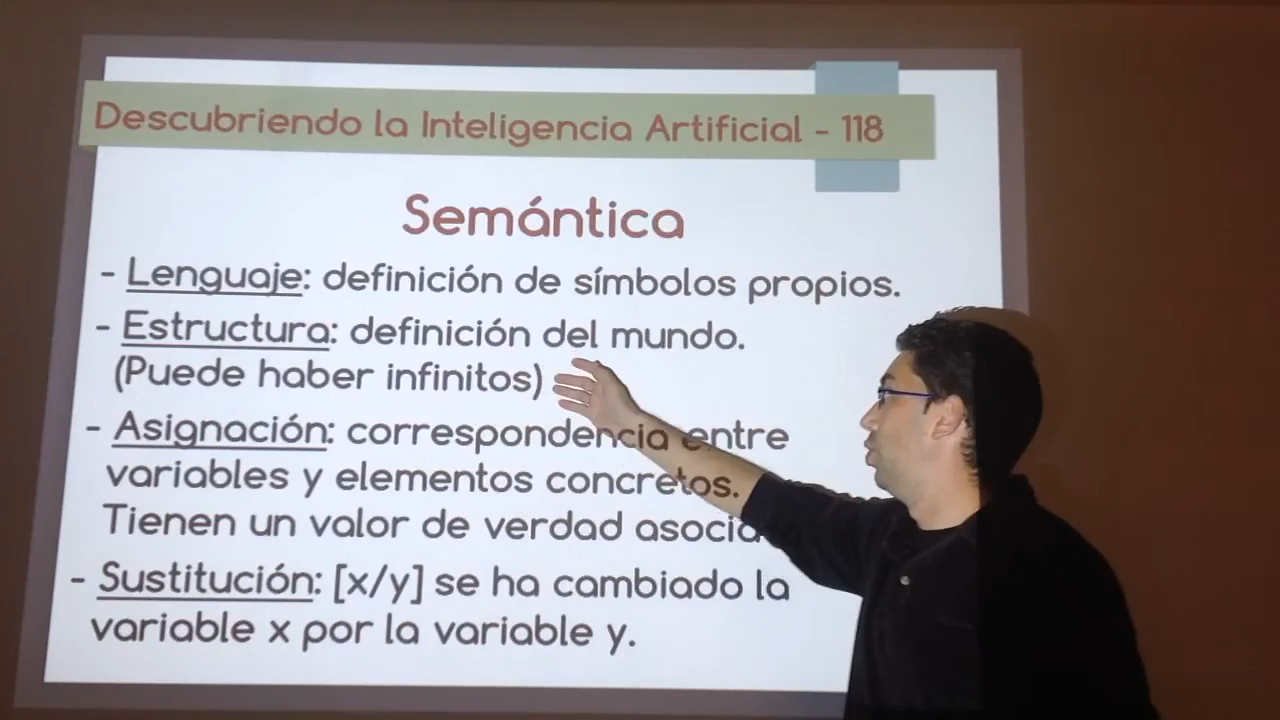 Descubriendo la Inteligencia Artificial - 118
Semántica
- Lenguaje: definición de símbolos propios.
- Estructura: definición del mundo.
(Puede haber infinitos)
- Asignación: correspondencia entre
variables y elementos concretos.
Tienen un valor de verdad
- Sustitución: [x/y] se ha cambiado la
variable x por la variable y.